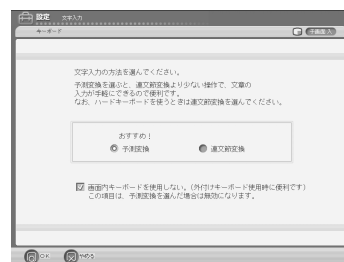 設定 文字入力
キーボード
子画面入
文字入力の方法を選んでください。
予測変換を選ぶと、連文節変換より少ない操作で、文章の
入力が手軽にできるので便利です。
なお、ハードキーボードを使うときは連文節変換を選んでください。
おすすめ！
予測変換 連文節変換
画面内キーボードを使用しない。(外付けキーボード使用時に便利です)
この項目は、予測変換を選んだ場合は無効になります。
OK やめる